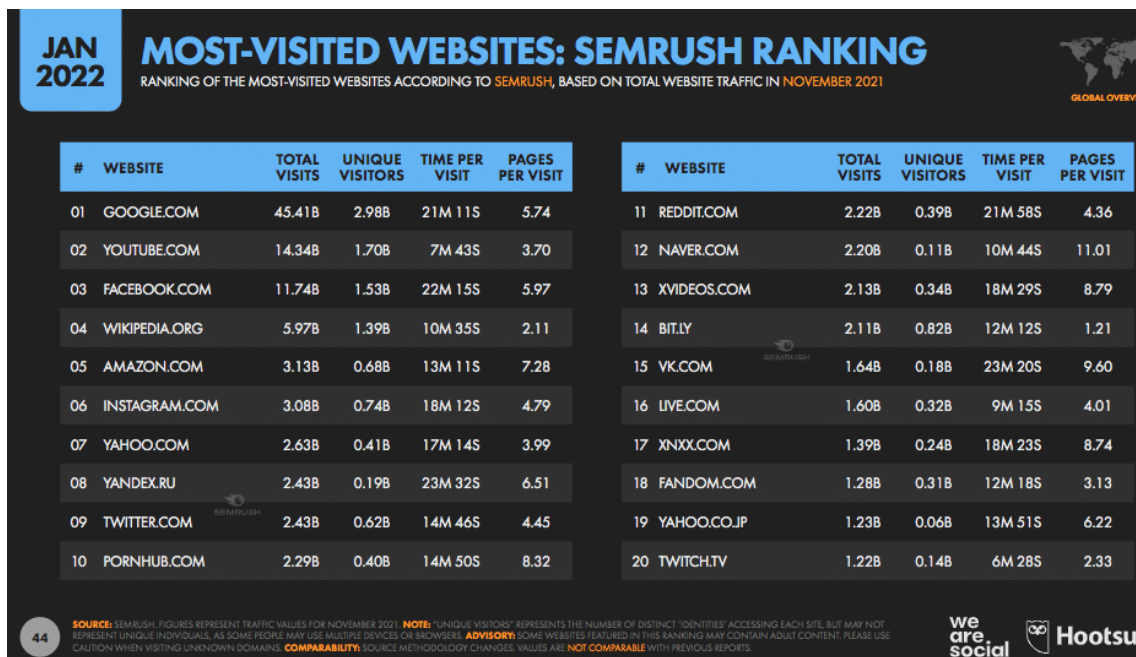 JAN
2022
MOST-VISITED WEBSITES: SEMRUSH RANKING
RANKING OF THE MOST-VISITED WEBSITES ACCORDING TO SEMRUSH, BASED ON TOTAL WEBSITE TRAFFIC IN NOVEMBER 2021
GLOBAL OVERV
# WEBSITE TOTAL VISITS UNIQUE VISITORS TIME PER VISIT PAGES PER VISIT
01 GOOGLE.COM 45.41B 2.98B 21M 11S 5.74
02 YOUTUBE.COM 14.34B 1.70B 7M 43S 3.70
03 FACEBOOK.COM 11.74B 1.53B 22M 15S 5.97
04 WIKIPEDIA.ORG 5.97B 1.39B 10M 35S 2.11
05 AMAZON.COM 3.13B 0.68B 13M 11S 7.28
06 INSTAGRAM.COM 3.08B 0.74B 18M 12S 4.79
07 YAHOO.COM 2.63B 0.41B 17M 14S 3.99
08 YANDEX.RU 2.43B 0.19B 23M 32S 6.51
SEMRUSH
09 TWITTER.COM 2.43B 0.62B 14M 46S 4.45
10 PORNHUB.COM 2.29B 0.40B 14M 50S 8.32
# WEBSITE TOTAL VISITS UNIQUE VISITORS TIME PER VISIT PAGES PER VISIT
11 REDDIT.COM 2.22B 0.39B 21M 58S 4.36
12 NAVER.COM 2.20B 0.11B 10M 44S 11.01
13 XVIDEOS.COM 2.13B 0.34B 18M 29S 8.79
14 BIT.LY 2.11B 0.82B 12M 12S 1.21
SEMRUSH
15 VK.COM 1.64B 0.18B 23M 20S 9.60
16 LIVE.COM 1.60B 0.32B 9M 15S 4.01
17 XNXX.COM 1.39B 0.24B 18M 23S 8.74
18 FANDOM.COM 1.28B 0.31B 12M 18S 3.13
19 YAHOO.CO.JP 1.23B 0.06B 13M 51S 6.22
20 TWITCH.TV 1.22B 0.14B 6M 28S 2.33
44
SOURCE: SEMRUSH. FIGURES REPRESENT TRAFFIC VALUES FOR NOVEMBER 2021. NOTE: "UNIQUE VISITORS" REPRESENTS THE NUMBER OF DISTINCT 'IDENTITIES' ACCESSING EACH SITE, BUT MAY NOT
REPRESENT UNIQUE INDIVIDUALS, AS SOME PEOPLE MAY USE MULTIPLE DEVICES OR BROWSERS. ADVISORY: SOME WEBSITES FEATURED IN THIS RANKING MAY CONTAIN ADULT CONTENT. PLEASE USE
CAUTION WHEN VISITING UNKNOWN DOMAINS. COMPARABILITY: SOURCE METHODOLOGY CHANGES. VALUES ARE NOT COMPARABLE WITH PREVIOUS REPORTS.
we
are
social
Hootsu